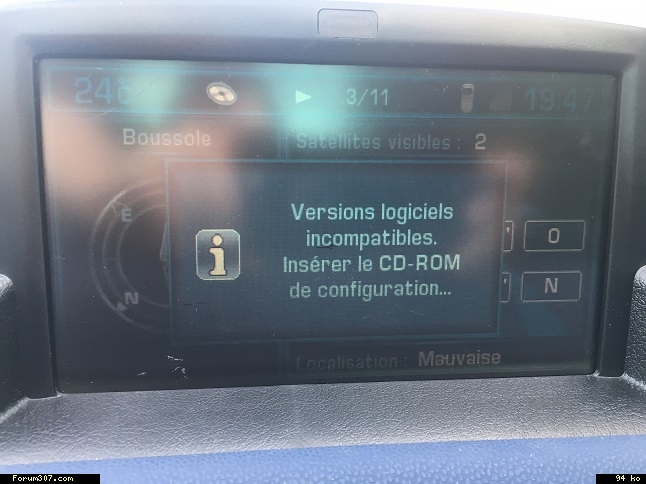 3/11
19:47
Boussole
Satellites visibles : 2
E
N
Versions logiciels
incompatibles.
Insérer le CD-ROM
de configuration...
O
N
Localisation : Mauvaise
Forum307.com
94 ko